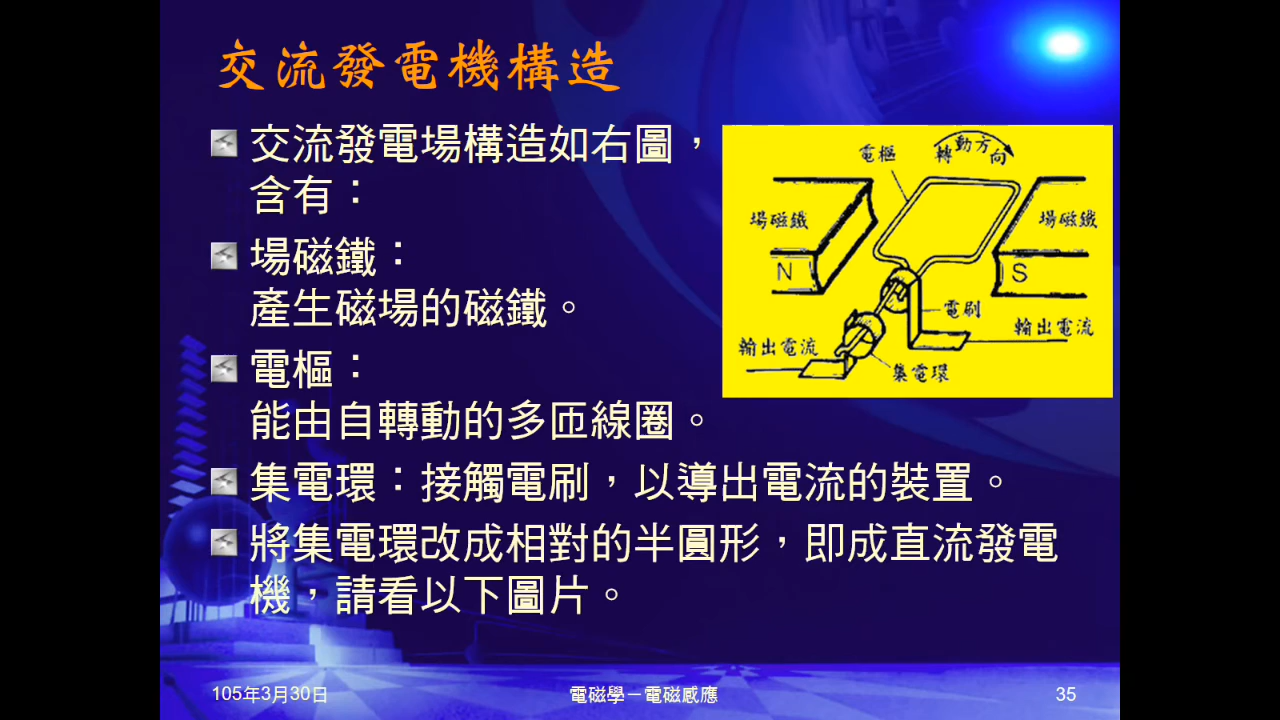 交流發電機構造
交流發電場構造如右圖，
含有：
場磁鐵：
產生磁場的磁鐵。
電樞：
能由自轉動的多匝線圈。
集電環：接觸電刷，以導出電流的裝置。
將集電環改成相對的半圓形，即成直流發電
機，請看以下圖片。
電樞
轉動方向
場磁鐵
場磁鐵
N
S
電刷
輸出電流
輸出電流
集電環
105年3月30日
電磁學－電磁感應
35